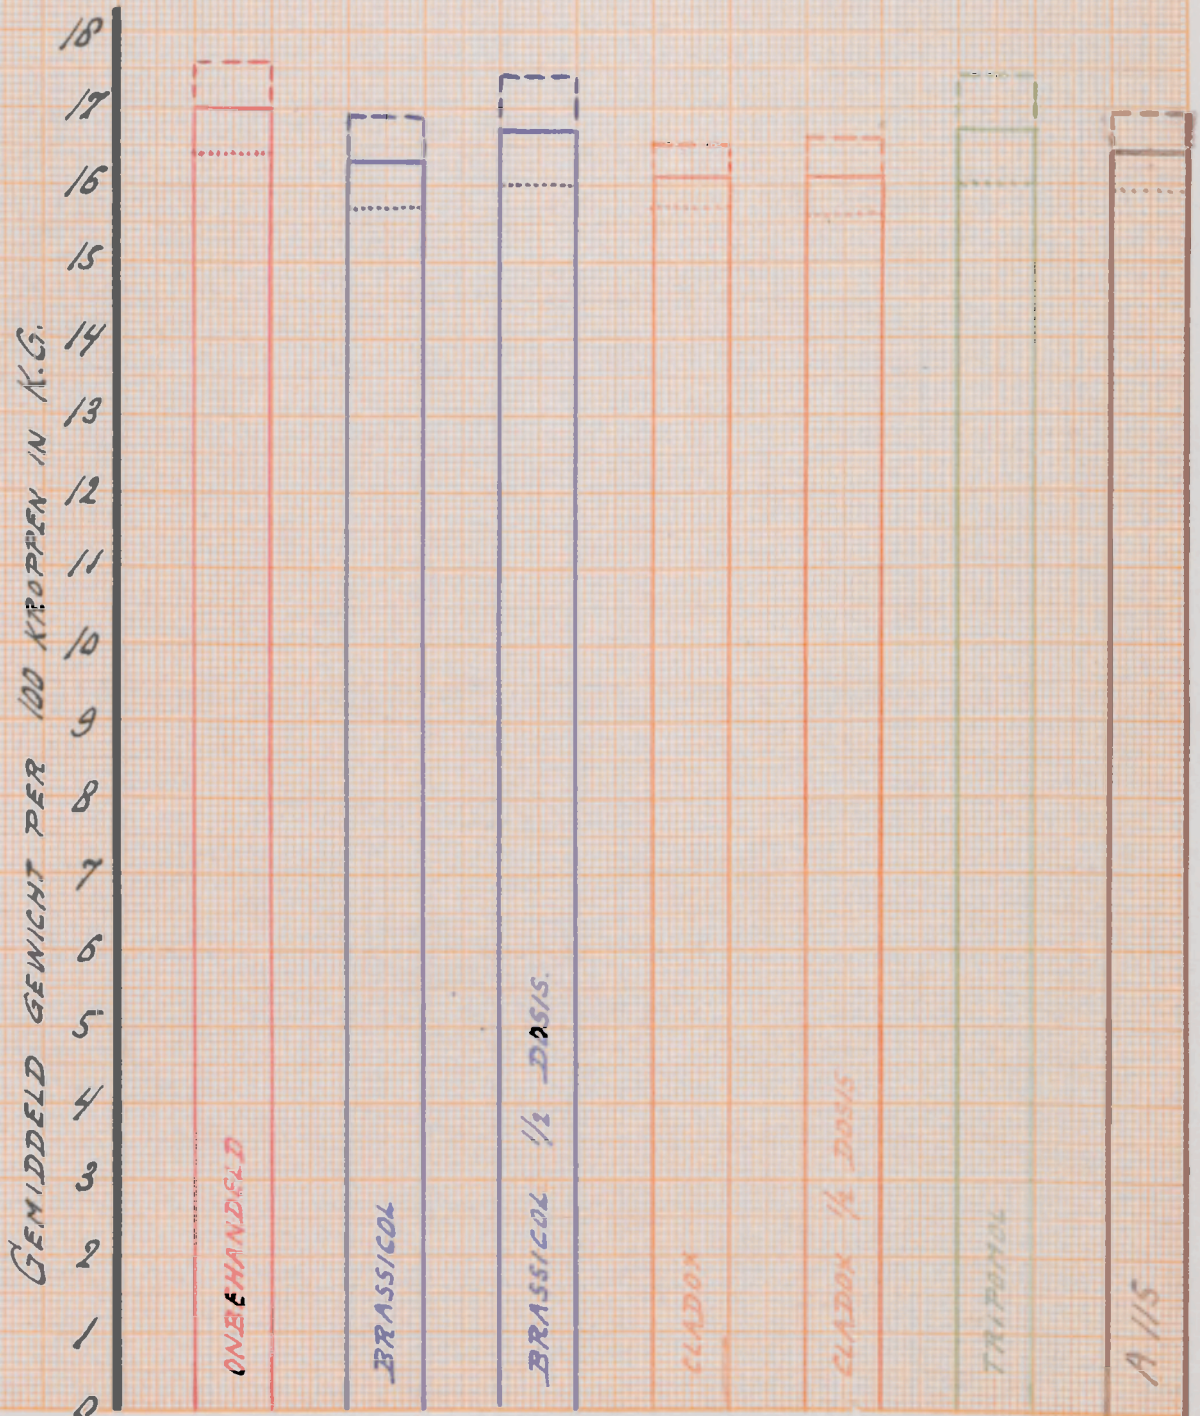 GEMIDDELD GEWICHT PER 100 KROPPEN IN K.G.
18
17
16
15
14
13
12
11
10
9
8
7
6
5
4
3
2
1
0
ONBEHANDELD
BRASSICOL
BRASSICOL 1/2 DOSIS.
CLADOX
CLADOX 1/2 DOSIS
TRIPOMOL
A 115